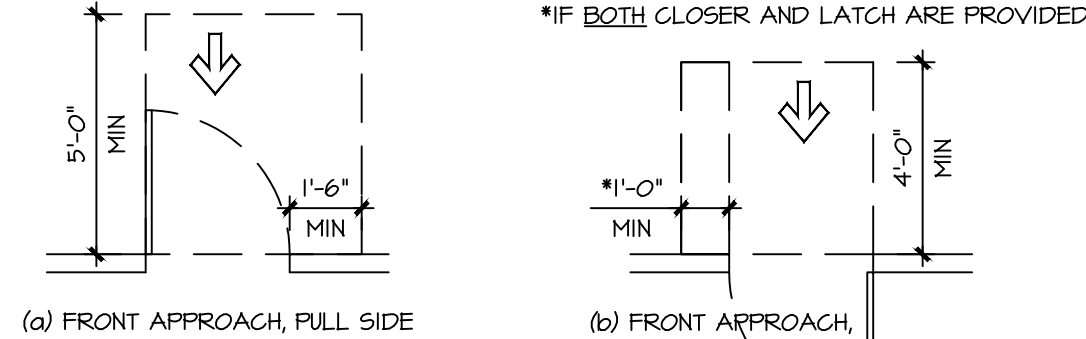 *IF BOTH CLOSER AND LATCH ARE PROVIDED
5'-0"
MIN
1'-6"
MIN
*1'-0"
MIN
4'-0"
MIN
(a) FRONT APPROACH, PULL SIDE
(b) FRONT APPROACH,